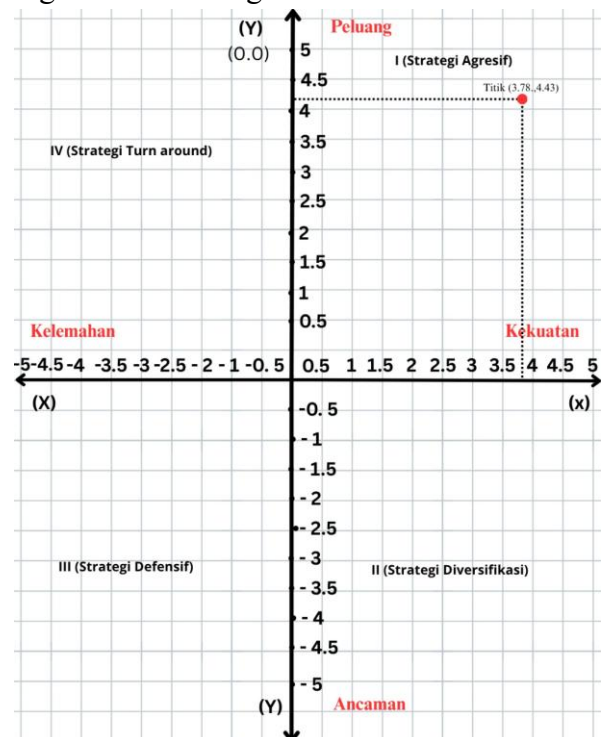 (Y) Peluang
(0.0)
5
I (Strategi Agresif)
4.5
Titik (3.78.,4.43)
4
3.5
IV (Strategi Turn around)
3
2.5
2
1.5
1
0.5
Kelemahan Kekuatan
-5-4.5-4 -3.5 -3 -2.5 - 2 - 1 -0. 5 0.5 1 1.5 2 2.5 3 3.5 4 4.5 5
(X) (x)
-0. 5
- 1
- 1.5
- 2
- 2.5
- 3
III (Strategi Defensif) II (Strategi Diversifikasi)
- 3.5
- 4
- 4.5
- 5
(Y) Ancaman